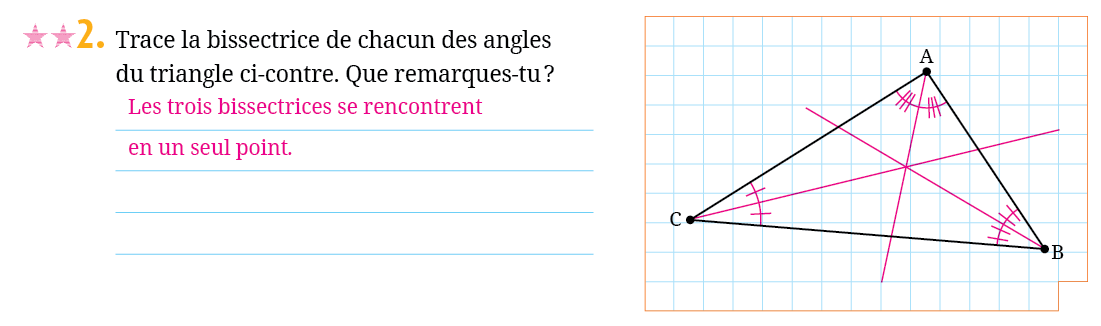 2. Trace la bissectrice de chacun des angles
du triangle ci-contre. Que remarques-tu ?
Les trois bissectrices se rencontrent
en un seul point.
A
C
B